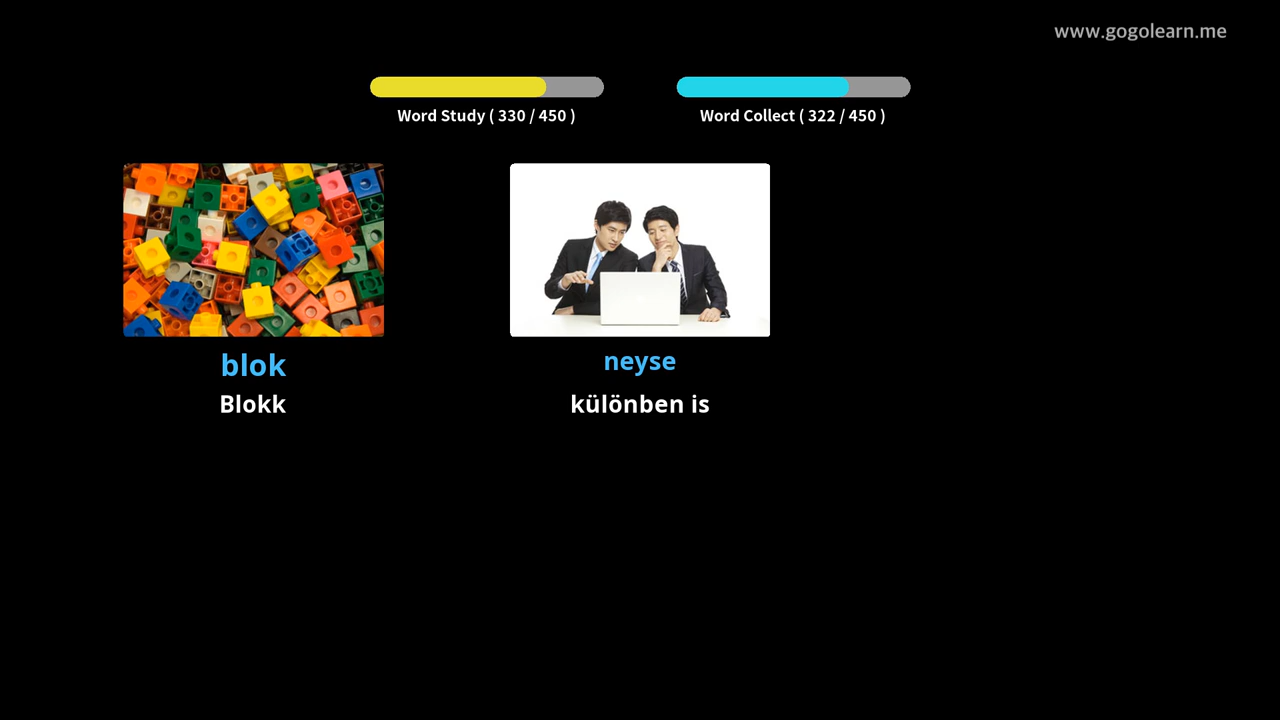 www.gogolearn.me
Word Study ( 330 / 450 )
Word Collect ( 322 / 450 )
blok
Blokk
neyse
különben is